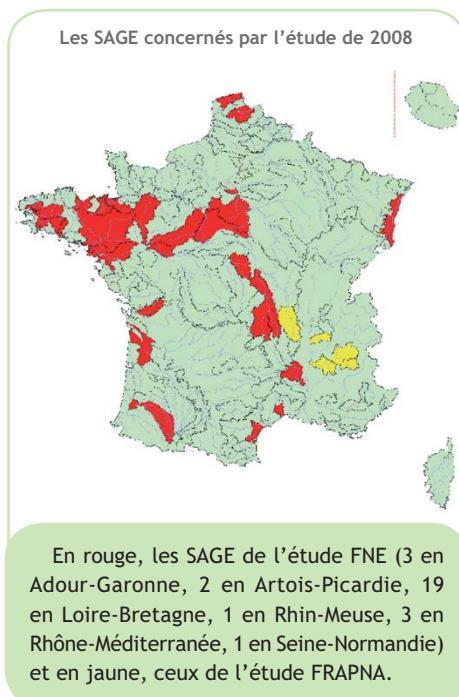 Les SAGE concernés par l’étude de 2008
En rouge, les SAGE de l’étude FNE (3 en
Adour-Garonne, 2 en Artois-Picardie, 19
en Loire-Bretagne, 1 en Rhin-Meuse, 3 en
Rhône-Méditerranée, 1 en Seine-Normandie)
et en jaune, ceux de l’étude FRAPNA.